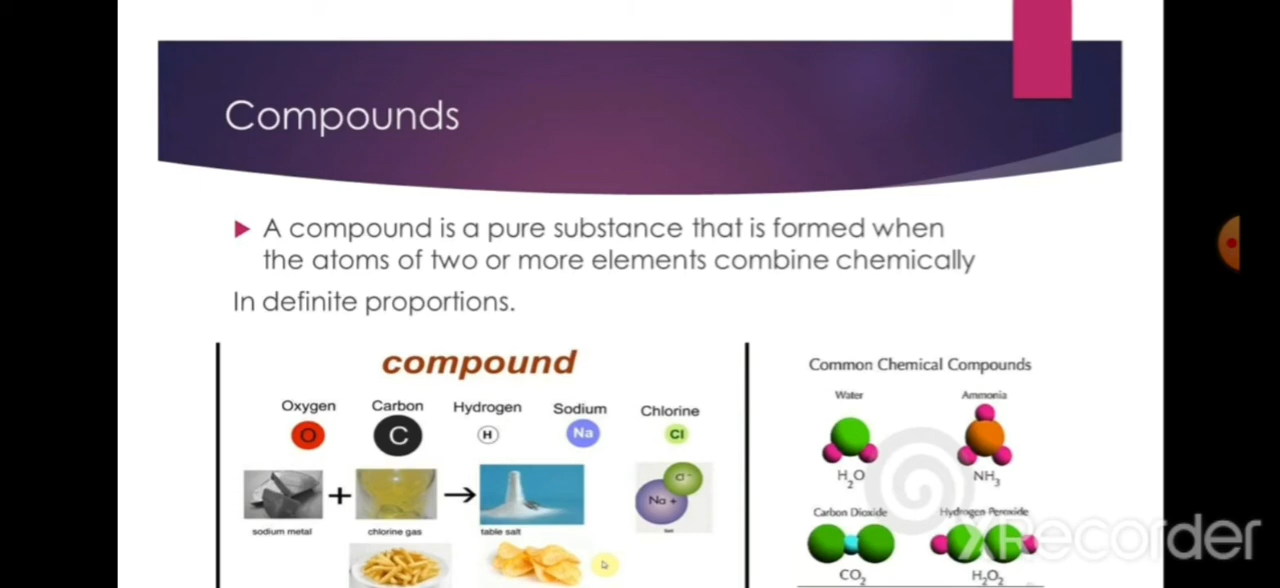 Compounds
A compound is a pure substance that is formed when
the atoms of two or more elements combine chemically
In definite proportions.
compound
Oxygen Carbon Hydrogen Sodium Chlorine
O C H Na Cl
Cl⁻
Na +
sodium metal chlorine gas table salt
Common Chemical Compounds
Water Ammonia
H₂O NH₃
Carbon Dioxide Hydrogen Peroxide
CO₂ H₂O₂
XRecorder